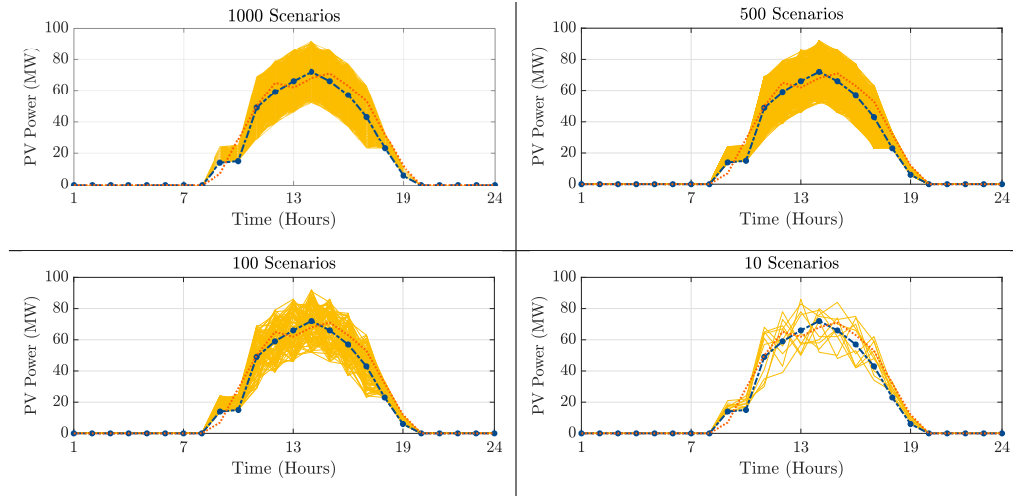 1000 Scenarios
100
80
60
40
20
0
PV Power (MW)
1 7 13 19 24
Time (Hours)
500 Scenarios
100
80
60
40
20
0
PV Power (MW)
1 7 13 19 24
Time (Hours)
100 Scenarios
100
80
60
40
20
0
PV Power (MW)
1 7 13 19 24
Time (Hours)
10 Scenarios
100
80
60
40
20
0
PV Power (MW)
1 7 13 19 24
Time (Hours)